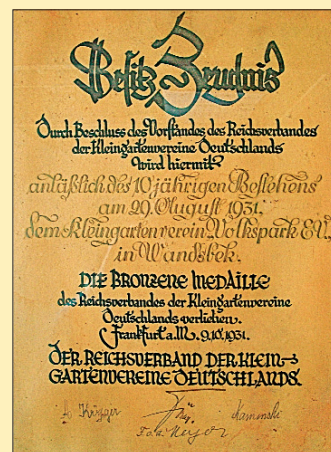 Besitz Zeugnis
Durch Beschluss des Vorstandes des Reichsverbandes
der Kleingartenvereine Deutschlands
wird hiermit
anläßlich des 10 jährigen Bestehens
am 29. August 1931,
dem Kleingartenverein „Volkspark E.V.,
in Wandsbek,
DIE BRONZENE MEDAILLE
des Reichsverbandes der Kleingartenvereine
Deutschlands verliehen.
Frankfurt a. M. 9.10.1931.
DER REICHSVERBAND DER KLEIN-
GARTENVEREINE DEUTSCHLANDS.
Kaminski